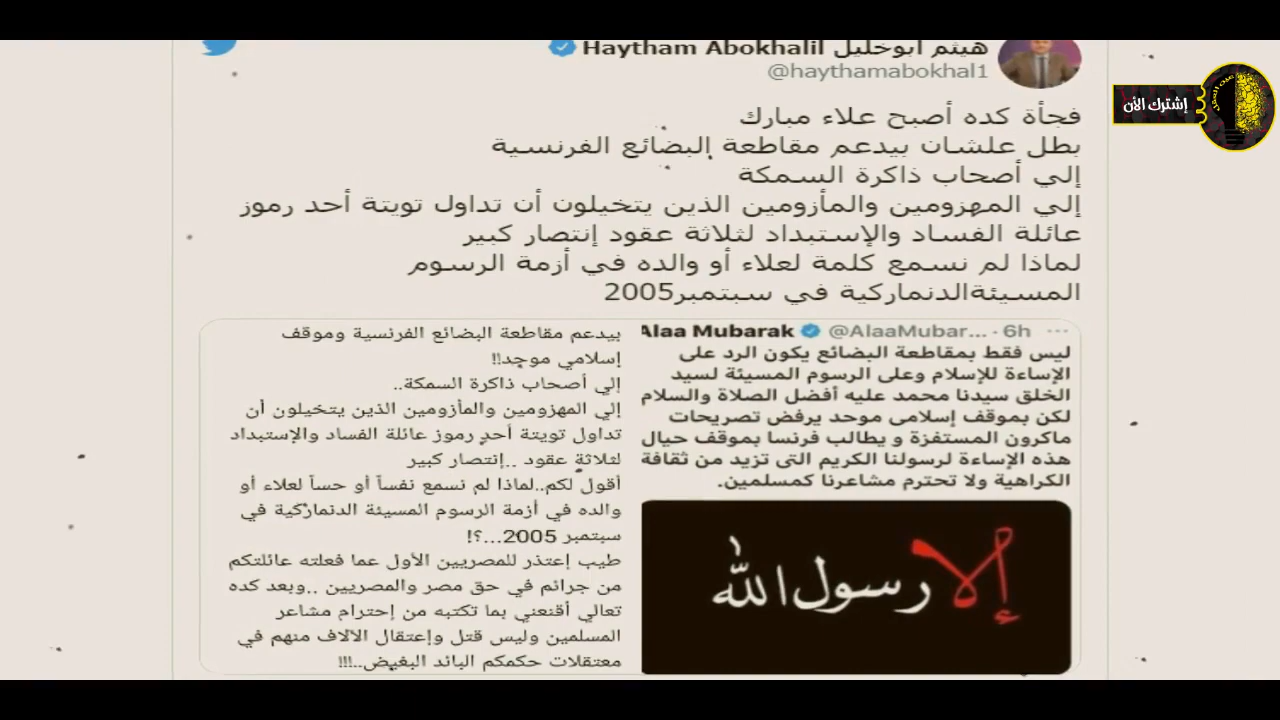 هيثم أبوخليل Haytham Abokhalil
@haythamabokhal1
إشترك الأن
فجأة كده أصبح علاء مبارك
بطل علشان بيدعم مقاطعة البضائع الفرنسية
إلي أصحاب ذاكرة السمكة
إلي المهزومين والمأزومين الذين يتخيلون أن تداول تويتة أحد رموز
عائلة الفساد والإستبداد لثلاثة عقود إنتصار كبير
لماذا لم نسمع كلمة لعلاء أو والده في أزمة الرسوم
المسيئةالدنماركية في سبتمبر2005
Alaa Mubarak @AlaaMubar... · 6h ...
ليس فقط بمقاطعة البضائع يكون الرد على
الإساءة للإسلام وعلى الرسوم المسيئة لسيد
الخلق سيدنا محمد عليه أفضل الصلاة والسلام
لكن بموقف إسلامى موحد يرفض تصريحات
ماكرون المستفزة و يطالب فرنسا بموقف حيال
هذه الإساءة لرسولنا الكريم التى تزيد من ثقافة
الكراهية ولا تحترم مشاعرنا كمسلمين.
إلا رسول الله
بيدعم مقاطعة البضائع الفرنسية وموقف
إسلامي موحد!!
إلي أصحاب ذاكرة السمكة..
إلي المهزومين والمأزومين الذين يتخيلون أن
تداول تويتة أحد رموز عائلة الفساد والإستبداد
لثلاثة عقود ..إنتصار كبير
أقول لكم..لماذا لم نسمع نفساً أو حساً لعلاء أو
والده في أزمة الرسوم المسيئة الدنماركية في
سبتمبر 2005...؟!
طيب إعتذر للمصريين الأول عما فعلته عائلتكم
من جرائم في حق مصر والمصريين ..وبعد كده
تعالي أقنعني بما تكتبه من إحترام مشاعر
المسلمين وليس قتل وإعتقال الآلاف منهم في
معتقلات حكمكم البائد البغيض..!!!